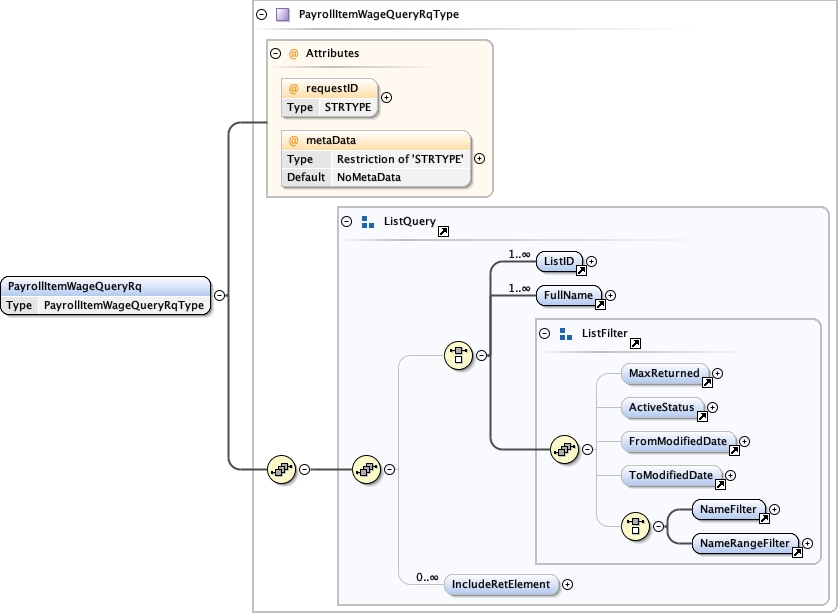 PayrollItemWageQueryRqType
@ Attributes
@ requestID
Type STRTYPE
@ metaData
Type Restriction of 'STRTYPE'
Default NoMetaData
ListQuery
1..∞ ListID
1..∞ FullName
PayrollItemWageQueryRq
Type PayrollItemWageQueryRqType
ListFilter
MaxReturned
ActiveStatus
FromModifiedDate
ToModifiedDate
NameFilter
NameRangeFilter
0..∞ IncludeRetElement